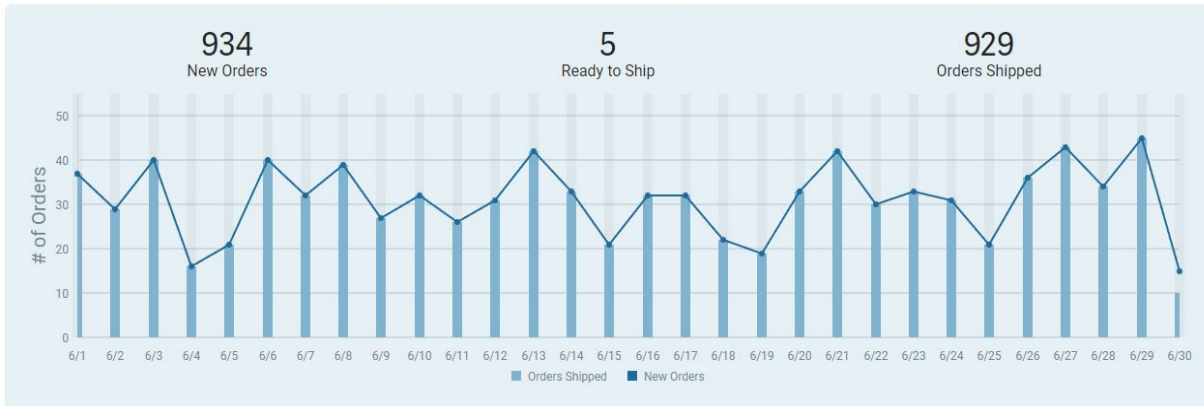 934
New Orders
5
Ready to Ship
929
Orders Shipped
# of Orders
50
40
30
20
10
0
6/1 6/2 6/3 6/4 6/5 6/6 6/7 6/8 6/9 6/10 6/11 6/12 6/13 6/14 6/15 6/16 6/17 6/18 6/19 6/20 6/21 6/22 6/23 6/24 6/25 6/26 6/27 6/28 6/29 6/30
Orders Shipped New Orders